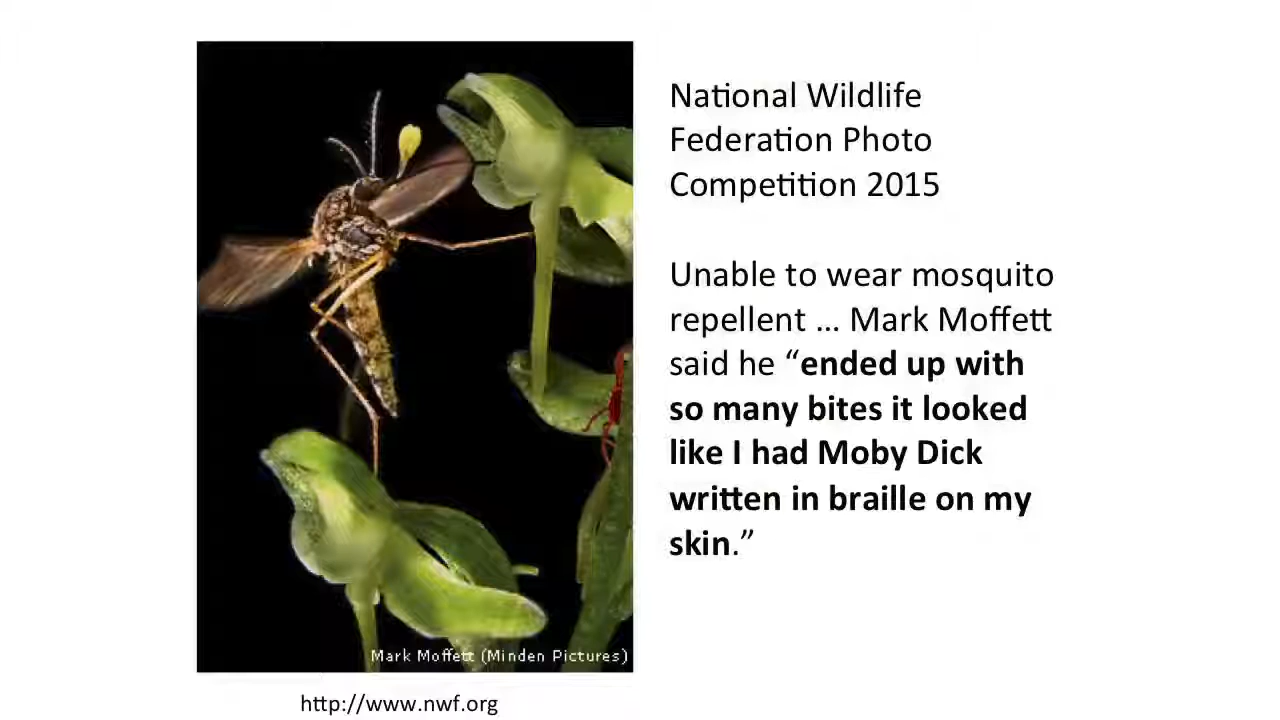 National Wildlife
Federation Photo
Competition 2015
Unable to wear mosquito
repellent … Mark Moffett
said he “ended up with
so many bites it looked
like I had Moby Dick
written in braille on my
skin.”
Mark Moffett (Minden Pictures)
http://www.nwf.org